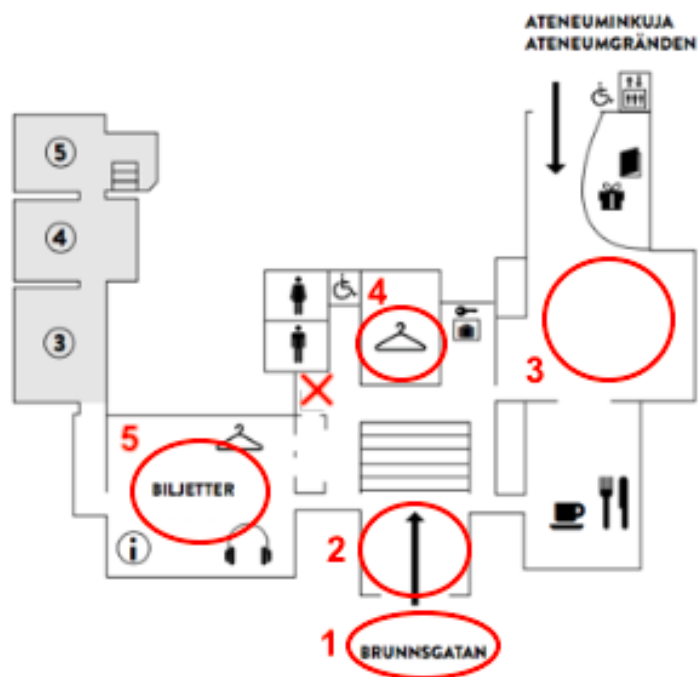 ATENEUMINKUJA
ATENEUMGRÄNDEN
5
4
4
3
3
5
BILJETTER
i
2
1
BRUNNSGATAN